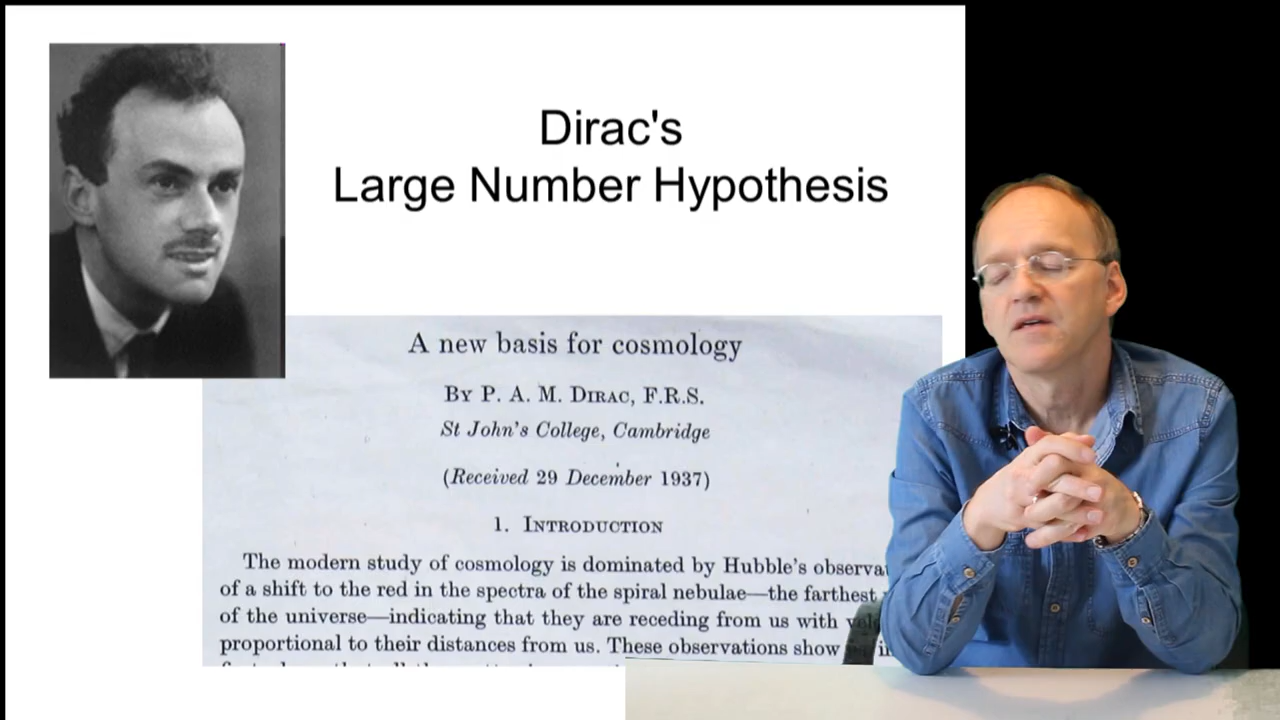 Dirac's
Large Number Hypothesis
A new basis for cosmology
By P. A. M. Dirac, F.R.S.
St John's College, Cambridge
(Received 29 December 1937)
1. Introduction
The modern study of cosmology is dominated by Hubble's
of a shift to the red in the spectra of the spiral nebulae—the farthest
of the universe—indicating that they are receding from us with
proportional to their distances from us. These observations show